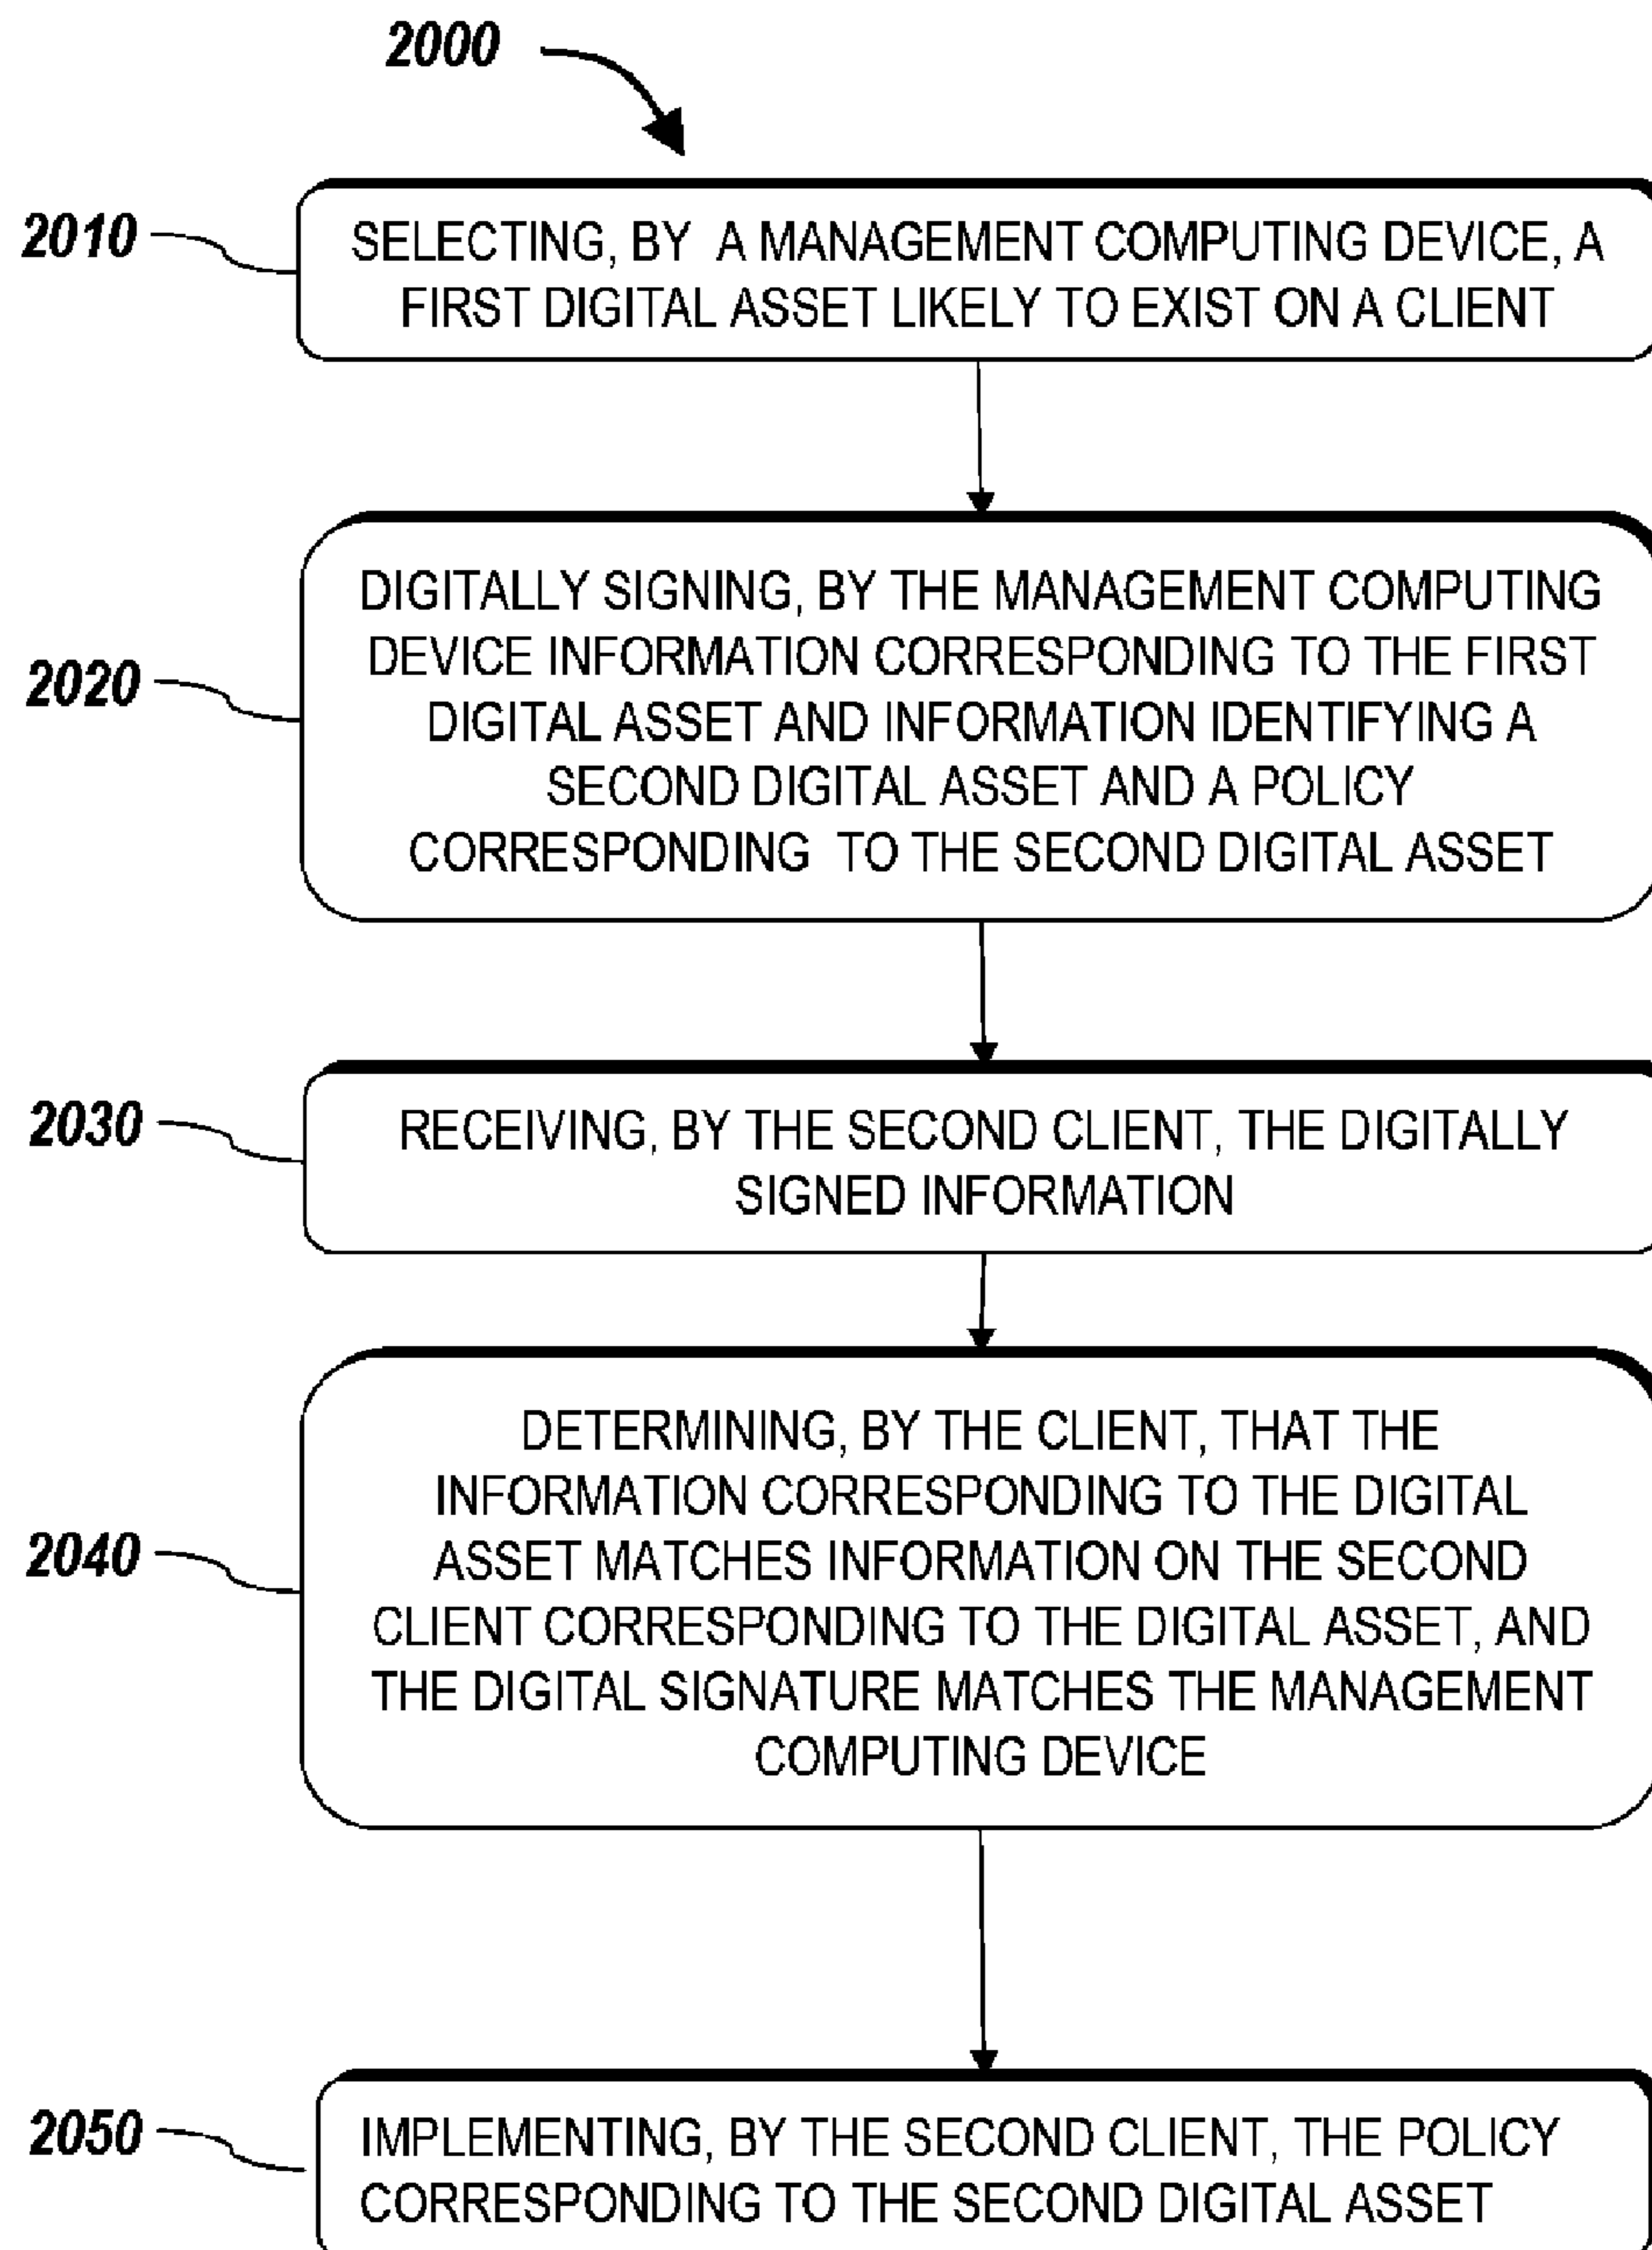 2000
2010
SELECTING, BY A MANAGEMENT COMPUTING DEVICE, A
FIRST DIGITAL ASSET LIKELY TO EXIST ON A CLIENT
2020
DIGITALLY SIGNING, BY THE MANAGEMENT COMPUTING
DEVICE INFORMATION CORRESPONDING TO THE FIRST
DIGITAL ASSET AND INFORMATION IDENTIFYING A
SECOND DIGITAL ASSET AND A POLICY
CORRESPONDING TO THE SECOND DIGITAL ASSET
2030
RECEIVING, BY THE SECOND CLIENT, THE DIGITALLY
SIGNED INFORMATION
2040
DETERMINING, BY THE CLIENT, THAT THE
INFORMATION CORRESPONDING TO THE DIGITAL
ASSET MATCHES INFORMATION ON THE SECOND
CLIENT CORRESPONDING TO THE DIGITAL ASSET, AND
THE DIGITAL SIGNATURE MATCHES THE MANAGEMENT
COMPUTING DEVICE
2050
IMPLEMENTING, BY THE SECOND CLIENT, THE POLICY
CORRESPONDING TO THE SECOND DIGITAL ASSET